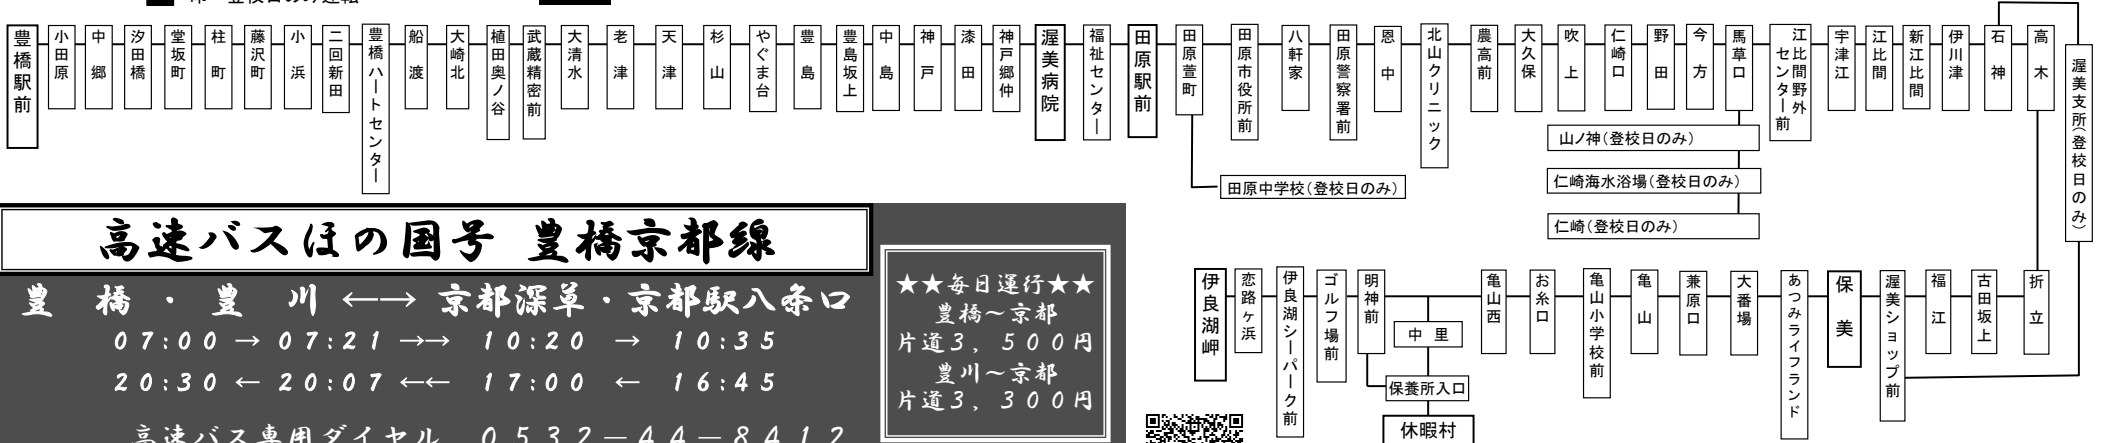 豊橋駅前
小田原
中郷
汐田橋
堂坂町
柱町
藤沢町
小浜
二回新田
豊橋ハートセンター
船渡
大崎北
植田奥ノ谷
武蔵精密前
大清水
老津
天津
杉山
やぐま台
豊島
豊島坂上
中島
神戸
漆田
神戸郷仲
渥美病院
福祉センター
田原駅前
田原萱町
田原市役所前
八軒家
田原警察署前
恩中
北山クリニック
農高前
大久保
吹上
仁崎口
野田
今方
馬草口
江比間野外センター前
宇津江
江比間
新江比間
伊川津
石神
高木
渥美支所(登校日のみ)
田原中学校(登校日のみ)
山ノ神(登校日のみ)
仁崎海水浴場(登校日のみ)
仁崎(登校日のみ)
伊良湖岬
恋路ヶ浜
伊良湖シーパーク前
ゴルフ場前
明神前
中里
保養所入口
休暇村
亀山西
お糸口
亀山小学校前
亀山
兼原口
大番場
あつみライフランド
保美
渥美ショップ前
福江
古田坂上
折立
高速バスほの国号 豊橋京都線
豊橋・豊川 ←→ 京都深草・京都駅八条口
07:00 → 07:21 →→ 10:20 → 10:35
20:30 ← 20:07 ←← 17:00 ← 16:45
高速バス専用ダイヤル 0532-44-8412
★★毎日運行★★
豊橋～京都
片道3,500円
豊川～京都
片道3,300円